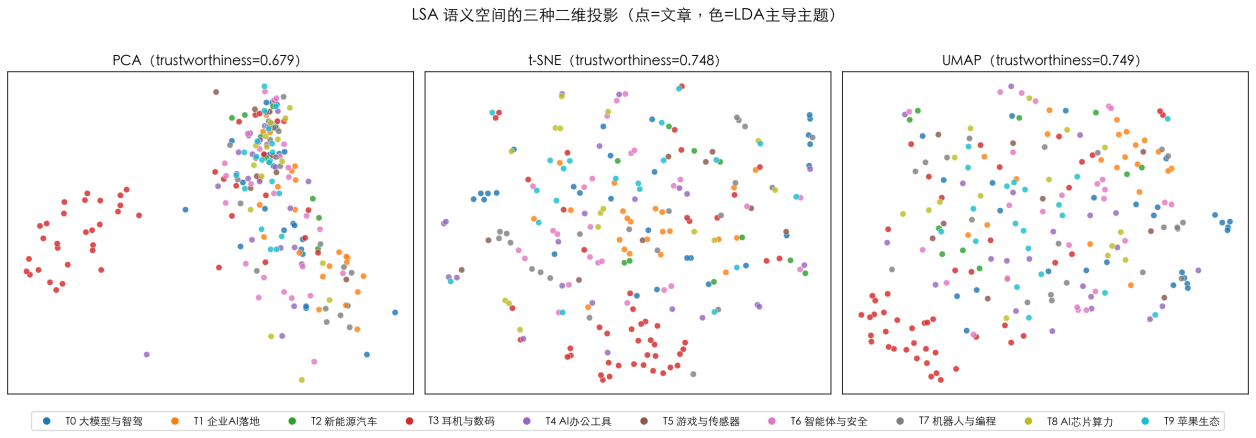 LSA 语义空间的三种二维投影（点=文章，色=LDA主导主题）
PCA（trustworthiness=0.679）
t-SNE（trustworthiness=0.748）
UMAP（trustworthiness=0.749）
T0 大模型与智驾
T1 企业AI落地
T2 新能源汽车
T3 耳机与数码
T4 AI办公工具
T5 游戏与传感器
T6 智能体与安全
T7 机器人与编程
T8 AI芯片算力
T9 苹果生态